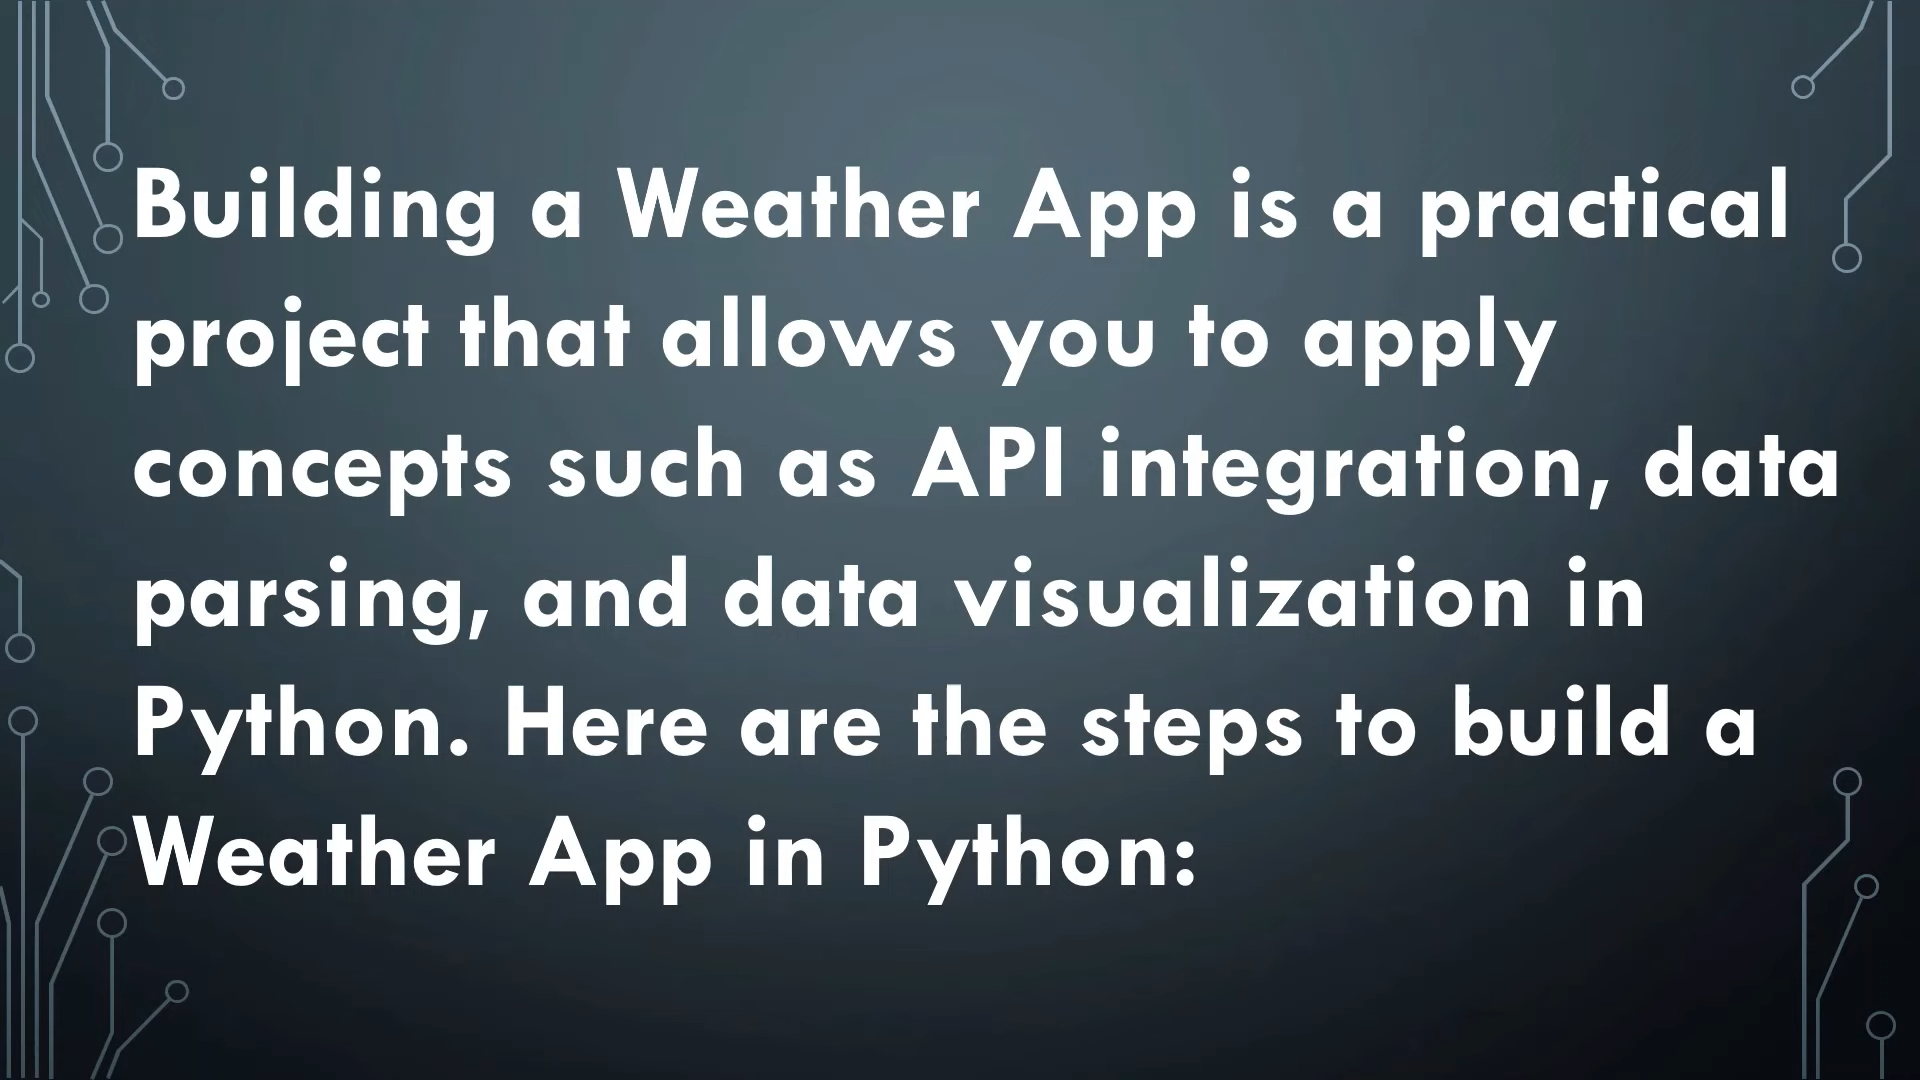 Building a Weather App is a practical
project that allows you to apply
concepts such as API integration, data
parsing, and data visualization in
Python. Here are the steps to build a
Weather App in Python: